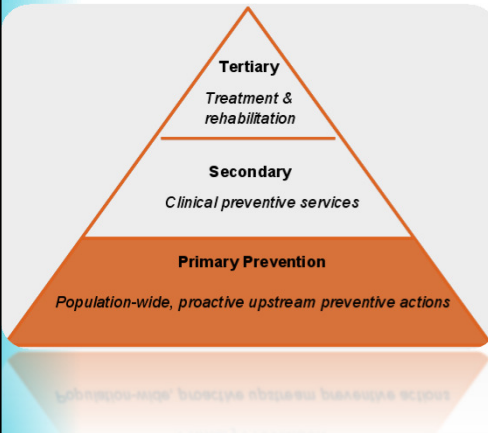 Tertiary
Treatment &
rehabilitation
Secondary
Clinical preventive services
Primary Prevention
Population-wide, proactive upstream preventive actions